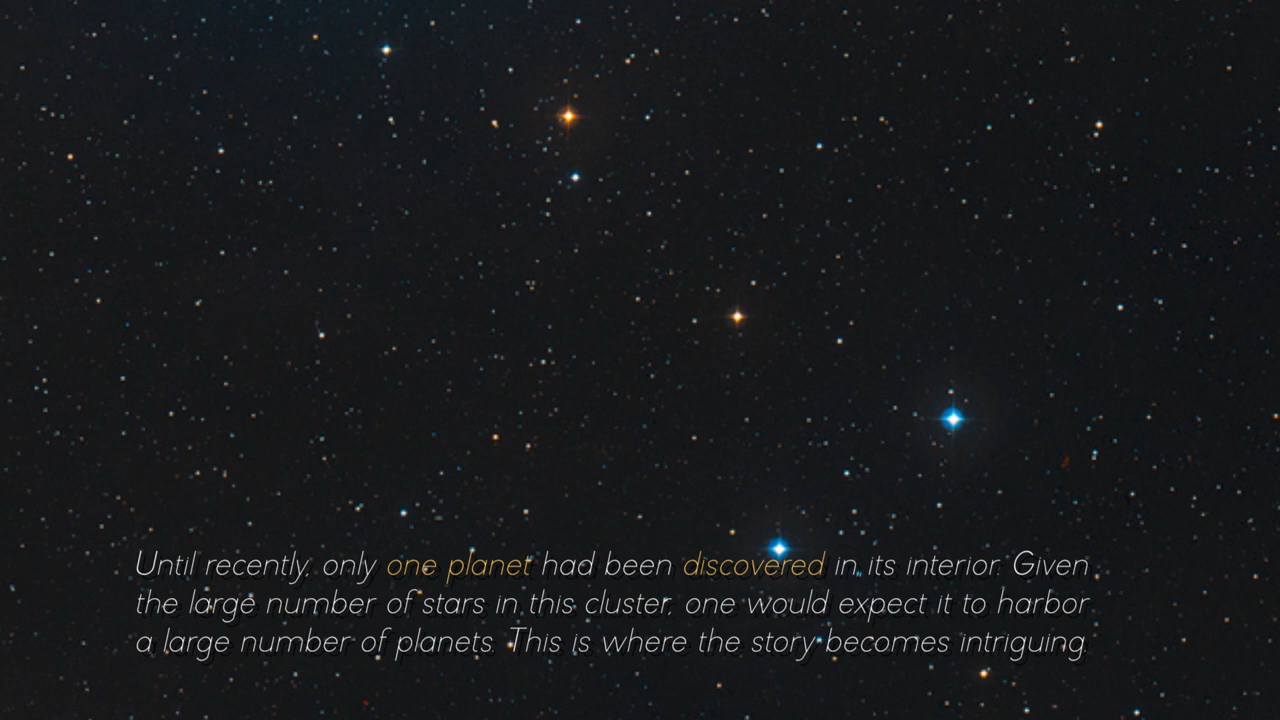 Until recently, only one planet had been discovered in its interior. Given
the large number of stars in this cluster, one would expect it to harbor
a large number of planets. This is where the story becomes intriguing.